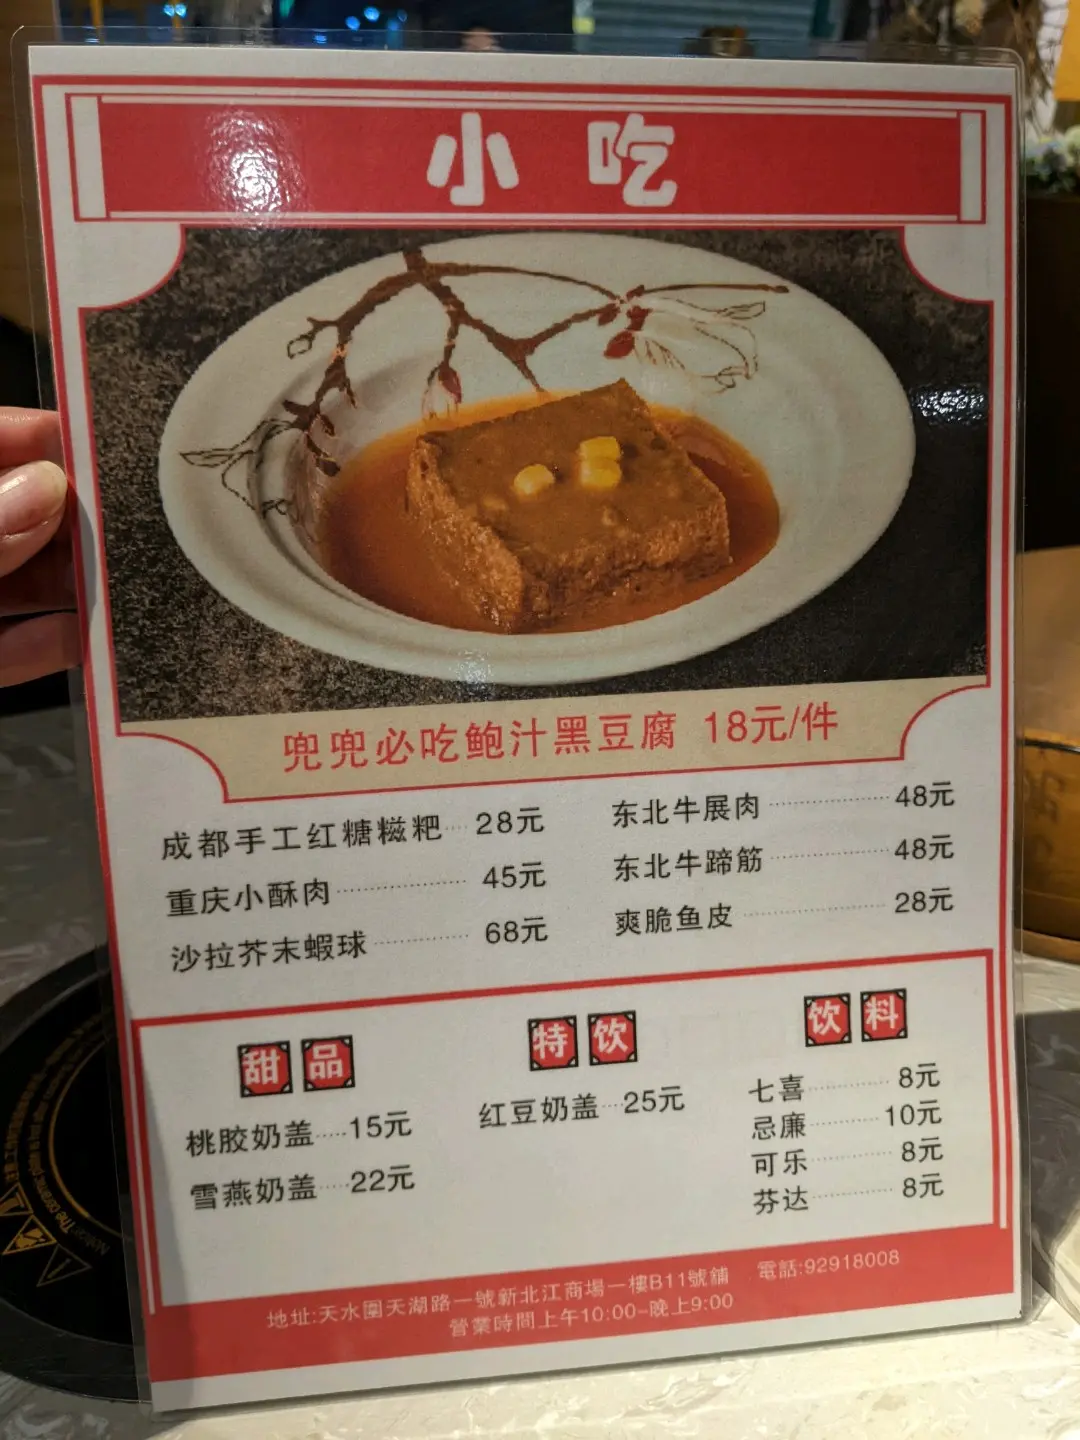 小吃
兜兜必吃鲍汁黑豆腐 18元/件
成都手工红糖糍粑 28元
重庆小酥肉 45元
沙拉芥末蝦球 68元
东北牛展肉 48元
东北牛蹄筋 48元
爽脆鱼皮 28元
甜品
桃胶奶盖 15元
雪燕奶盖 22元
特饮
红豆奶盖 25元
饮料
七喜 8元
忌廉 10元
可乐 8元
芬达 8元
地址:天水圍天湖路一號新北江商場一樓B11號舖 電話:92918008
營業時間上午10:00-晚上9:00